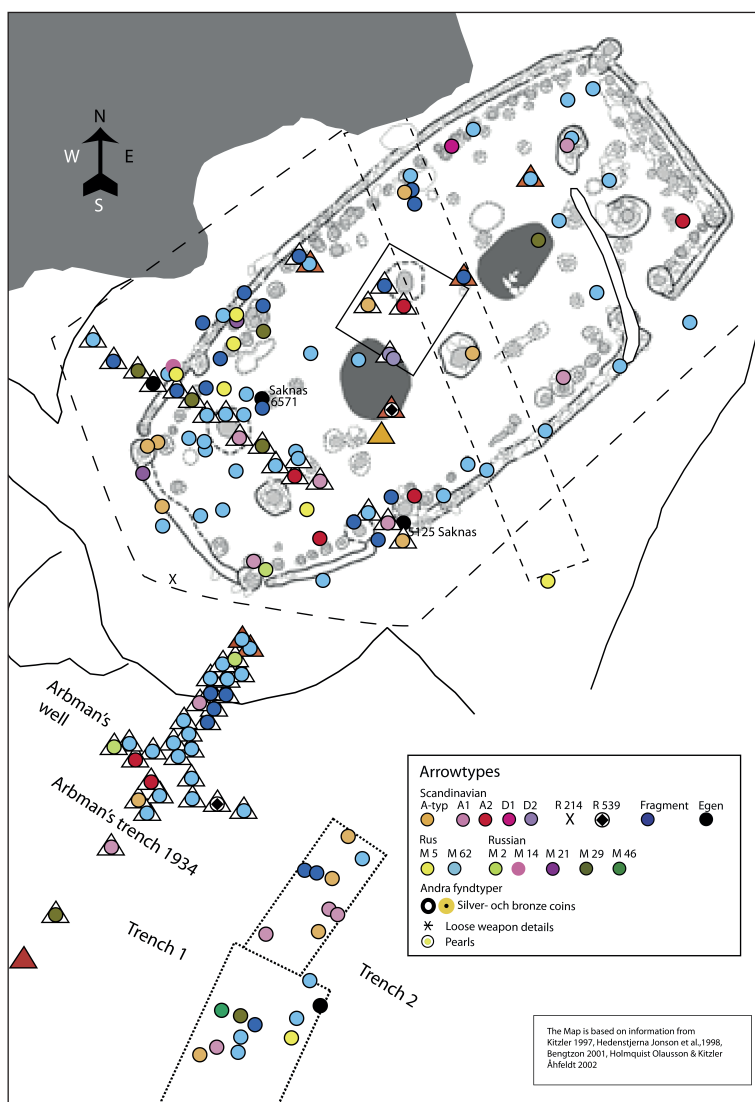 N
W E
S
Saknas
6571
5125 Saknas
X
Arbman's
well
Arbman's trench 1934
Trench 1
Trench 2
Arrowtypes
Scandinavian
A-typ A1 A2 D1 D2 R 214 R 539 Fragment Egen
X
Rus Russian
M 5 M 62 M 2 M 14 M 21 M 29 M 46
Andra fyndtyper
Silver- och bronze coins
Loose weapon details
Pearls
The Map is based on information from
Kitzler 1997, Hedenstjerna Jonson et al.,1998,
Bengtzon 2001, Holmquist Olausson & Kitzler
Åhfeldt 2002